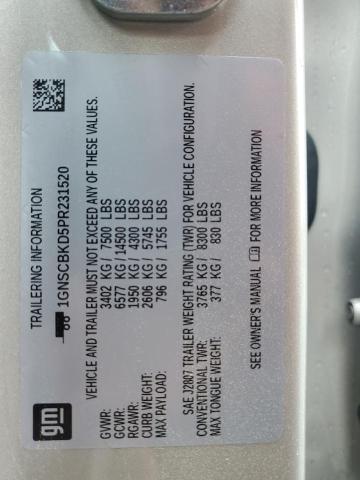 gm
TRAILERING INFORMATION
1GNSCBKD5PR231520
VEHICLE AND TRAILER MUST NOT EXCEED ANY OF THESE VALUES.
GVWR: 3402 KG/ 7500 LBS
GCWR: 6577 KG/ 14500 LBS
RGAWR: 1950 KG/ 4300 LBS
CURB WEIGHT: 2606 KG/ 5745 LBS
MAX PAYLOAD: 796 KG/ 1755 LBS
SAE J2807 TRAILER WEIGHT RATING (TWR) FOR VEHICLE CONFIGURATION.
CONVENTIONAL TWR: 3765 KG/ 8300 LBS
MAX TONGUE WEIGHT: 377 KG/ 830 LBS
SEE OWNER'S MANUAL FOR MORE INFORMATION